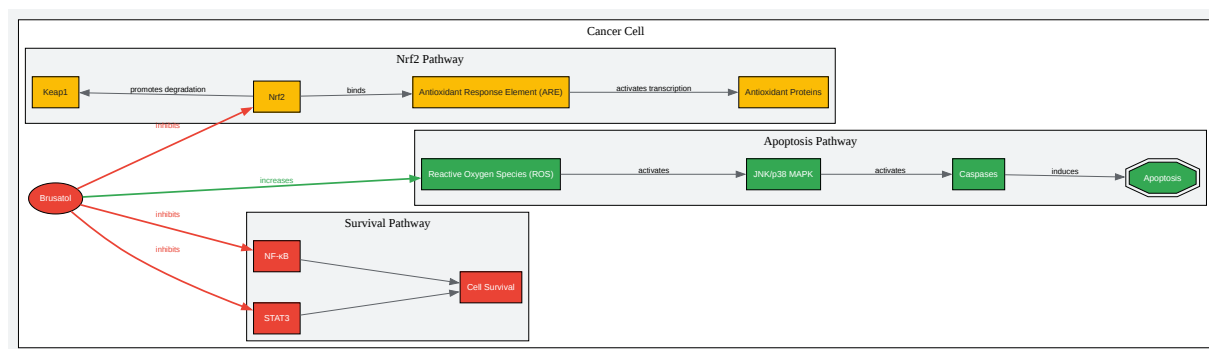 Cancer Cell
Nrf2 Pathway
Keap1
promotes degradation
Nrf2
binds
Antioxidant Response Element (ARE)
activates transcription
Antioxidant Proteins
inhibits
Apoptosis Pathway
Brusatol
increases
Reactive Oxygen Species (ROS)
activates
JNK/p38 MAPK
activates
Caspases
induces
Apoptosis
inhibits
Survival Pathway
NF-κB
inhibits
Cell Survival
STAT3